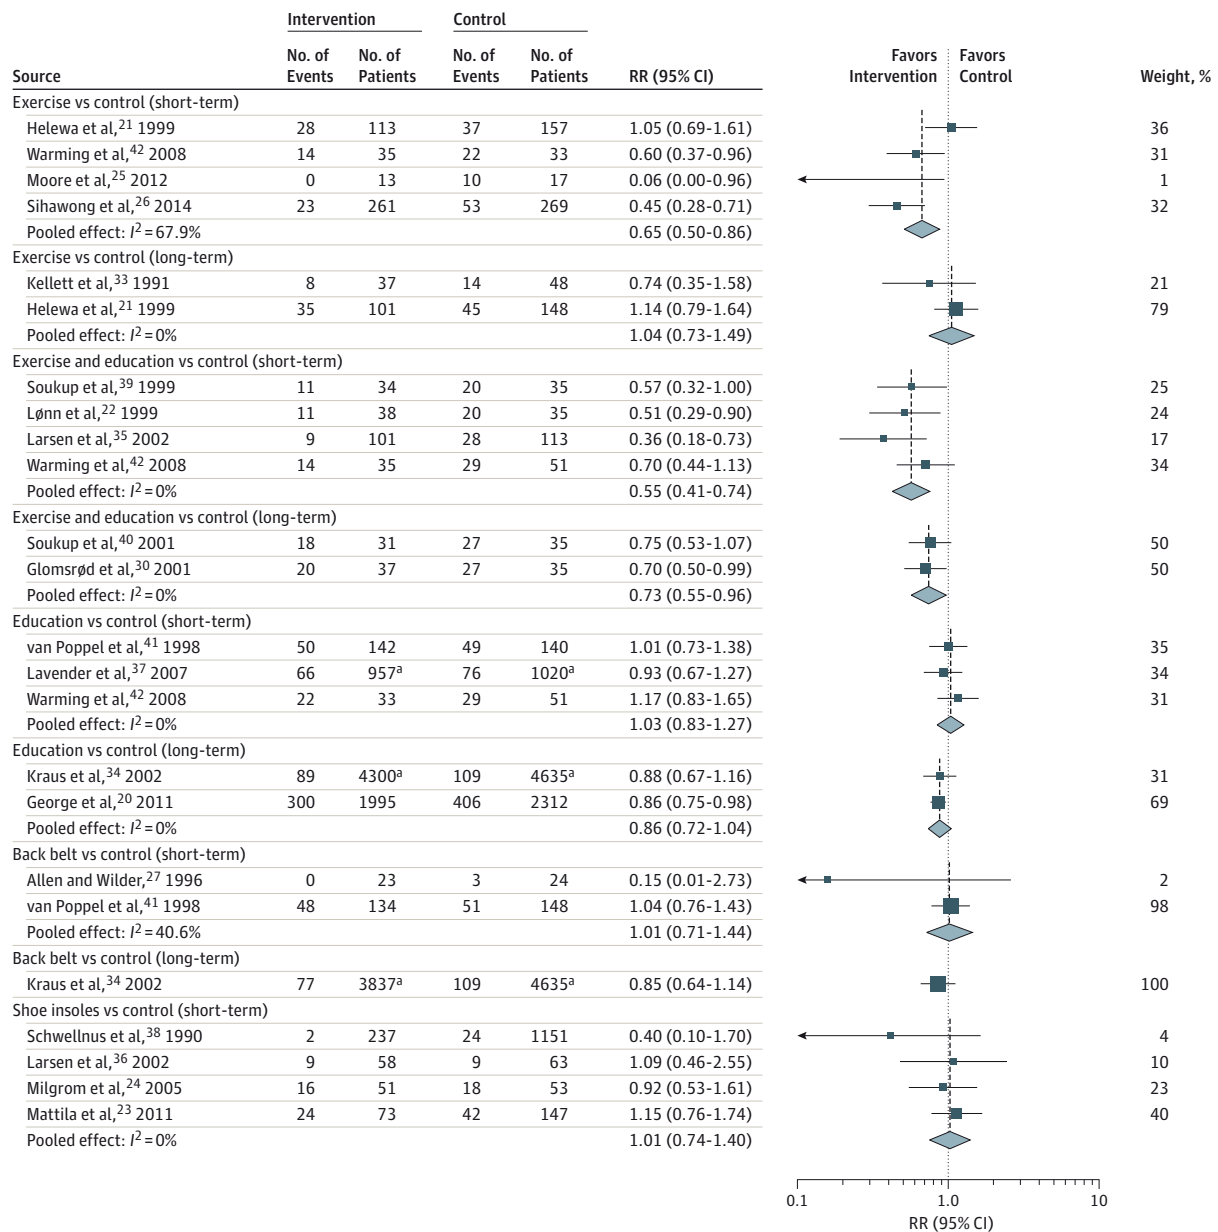 Intervention Control
No. of No. of No. of No. of Favors Favors
Source Events Patients Events Patients RR (95% CI) Intervention Control Weight, %
Exercise vs control (short-term)
Helewa et al,21 1999 28 113 37 157 1.05 (0.69-1.61) 36
Warming et al,42 2008 14 35 22 33 0.60 (0.37-0.96) 31
Moore et al,25 2012 0 13 10 17 0.06 (0.00-0.96) 1
Sihawong et al,26 2014 23 261 53 269 0.45 (0.28-0.71) 32
Pooled effect: I2 = 67.9% 0.65 (0.50-0.86)
Exercise vs control (long-term)
Kellett et al,33 1991 8 37 14 48 0.74 (0.35-1.58) 21
Helewa et al,21 1999 35 101 45 148 1.14 (0.79-1.64) 79
Pooled effect: I2 = 0% 1.04 (0.73-1.49)
Exercise and education vs control (short-term)
Soukup et al,39 1999 11 34 20 35 0.57 (0.32-1.00) 25
Lønn et al,22 1999 11 38 20 35 0.51 (0.29-0.90) 24
Larsen et al,35 2002 9 101 28 113 0.36 (0.18-0.73) 17
Warming et al,42 2008 14 35 29 51 0.70 (0.44-1.13) 34
Pooled effect: I2 = 0% 0.55 (0.41-0.74)
Exercise and education vs control (long-term)
Soukup et al,40 2001 18 31 27 35 0.75 (0.53-1.07) 50
Glomsrød et al,30 2001 20 37 27 35 0.70 (0.50-0.99) 50
Pooled effect: I2 = 0% 0.73 (0.55-0.96)
Education vs control (short-term)
van Poppel et al,41 1998 50 142 49 140 1.01 (0.73-1.38) 35
Lavender et al,37 2007 66 957a 76 1020a 0.93 (0.67-1.27) 34
Warming et al,42 2008 22 33 29 51 1.17 (0.83-1.65) 31
Pooled effect: I2 = 0% 1.03 (0.83-1.27)
Education vs control (long-term)
Kraus et al,34 2002 89 4300a 109 4635a 0.88 (0.67-1.16) 31
George et al,20 2011 300 1995 406 2312 0.86 (0.75-0.98) 69
Pooled effect: I2 = 0% 0.86 (0.72-1.04)
Back belt vs control (short-term)
Allen and Wilder,27 1996 0 23 3 24 0.15 (0.01-2.73) 2
van Poppel et al,41 1998 48 134 51 148 1.04 (0.76-1.43) 98
Pooled effect: I2 = 40.6% 1.01 (0.71-1.44)
Back belt vs control (long-term)
Kraus et al,34 2002 77 3837a 109 4635a 0.85 (0.64-1.14) 100
Shoe insoles vs control (short-term)
Schwellnus et al,38 1990 2 237 24 1151 0.40 (0.10-1.70) 4
Larsen et al,36 2002 9 58 9 63 1.09 (0.46-2.55) 10
Milgrom et al,24 2005 16 51 18 53 0.92 (0.53-1.61) 23
Mattila et al,23 2011 24 73 42 147 1.15 (0.76-1.74) 40
Pooled effect: I2 = 0% 1.01 (0.74-1.40)
0.1 1.0 10
RR (95% CI)